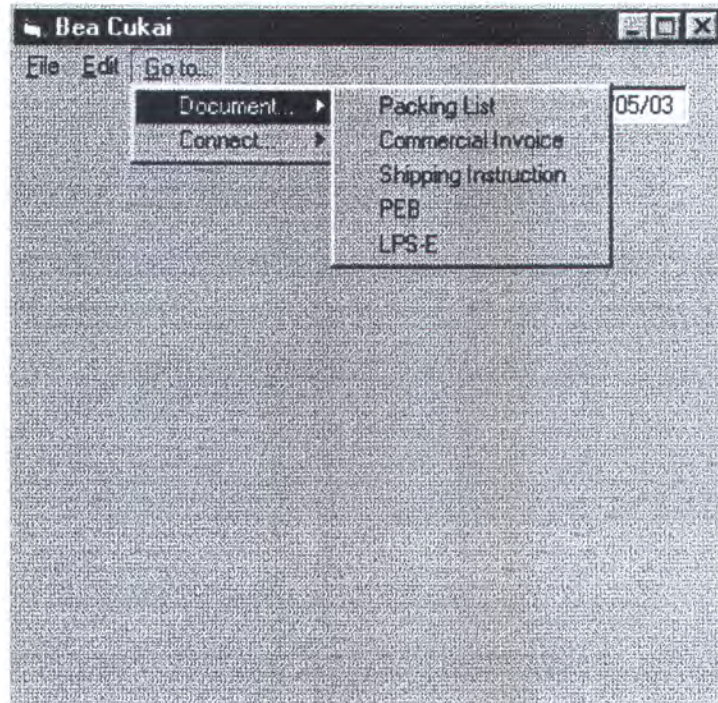 Bea Cukai
File Edit Go to...
Document... Packing List 05/03
Connect... Commercial Invoice
Shipping Instruction
PEB
LPS-E